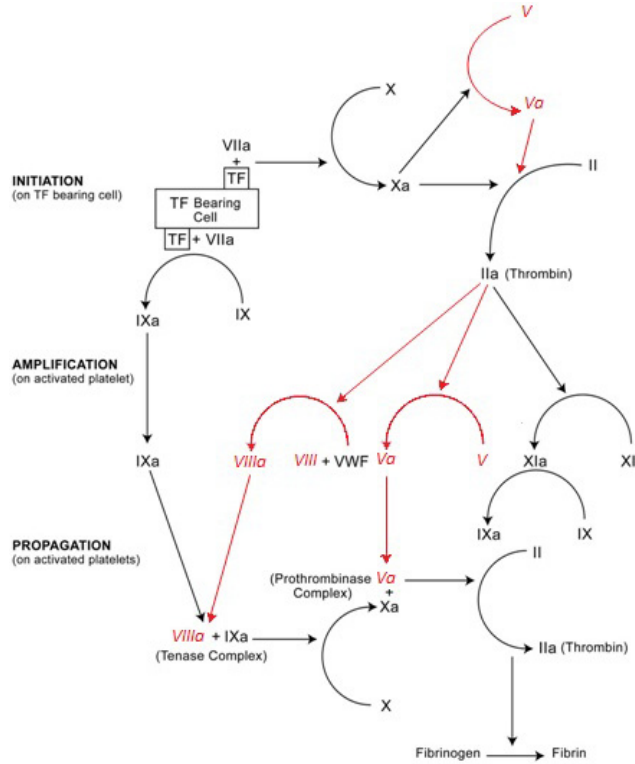 V
X
Va
VIIa
+
TF
II
INITIATION
(on TF bearing cell)
Xa
TF Bearing
Cell
TF + VIIa
IIa (Thrombin)
IX
IXa
AMPLIFICATION
(on activated platelet)
IXa
VIIIa
VIII + VWF
Va
V
XIa
XI
IXa
IX
PROPAGATION
(on activated platelets)
II
(Prothrombinase Va
Complex) +
Xa
VIIIa + IXa
(Tenase Complex)
IIa (Thrombin)
X
Fibrinogen
Fibrin